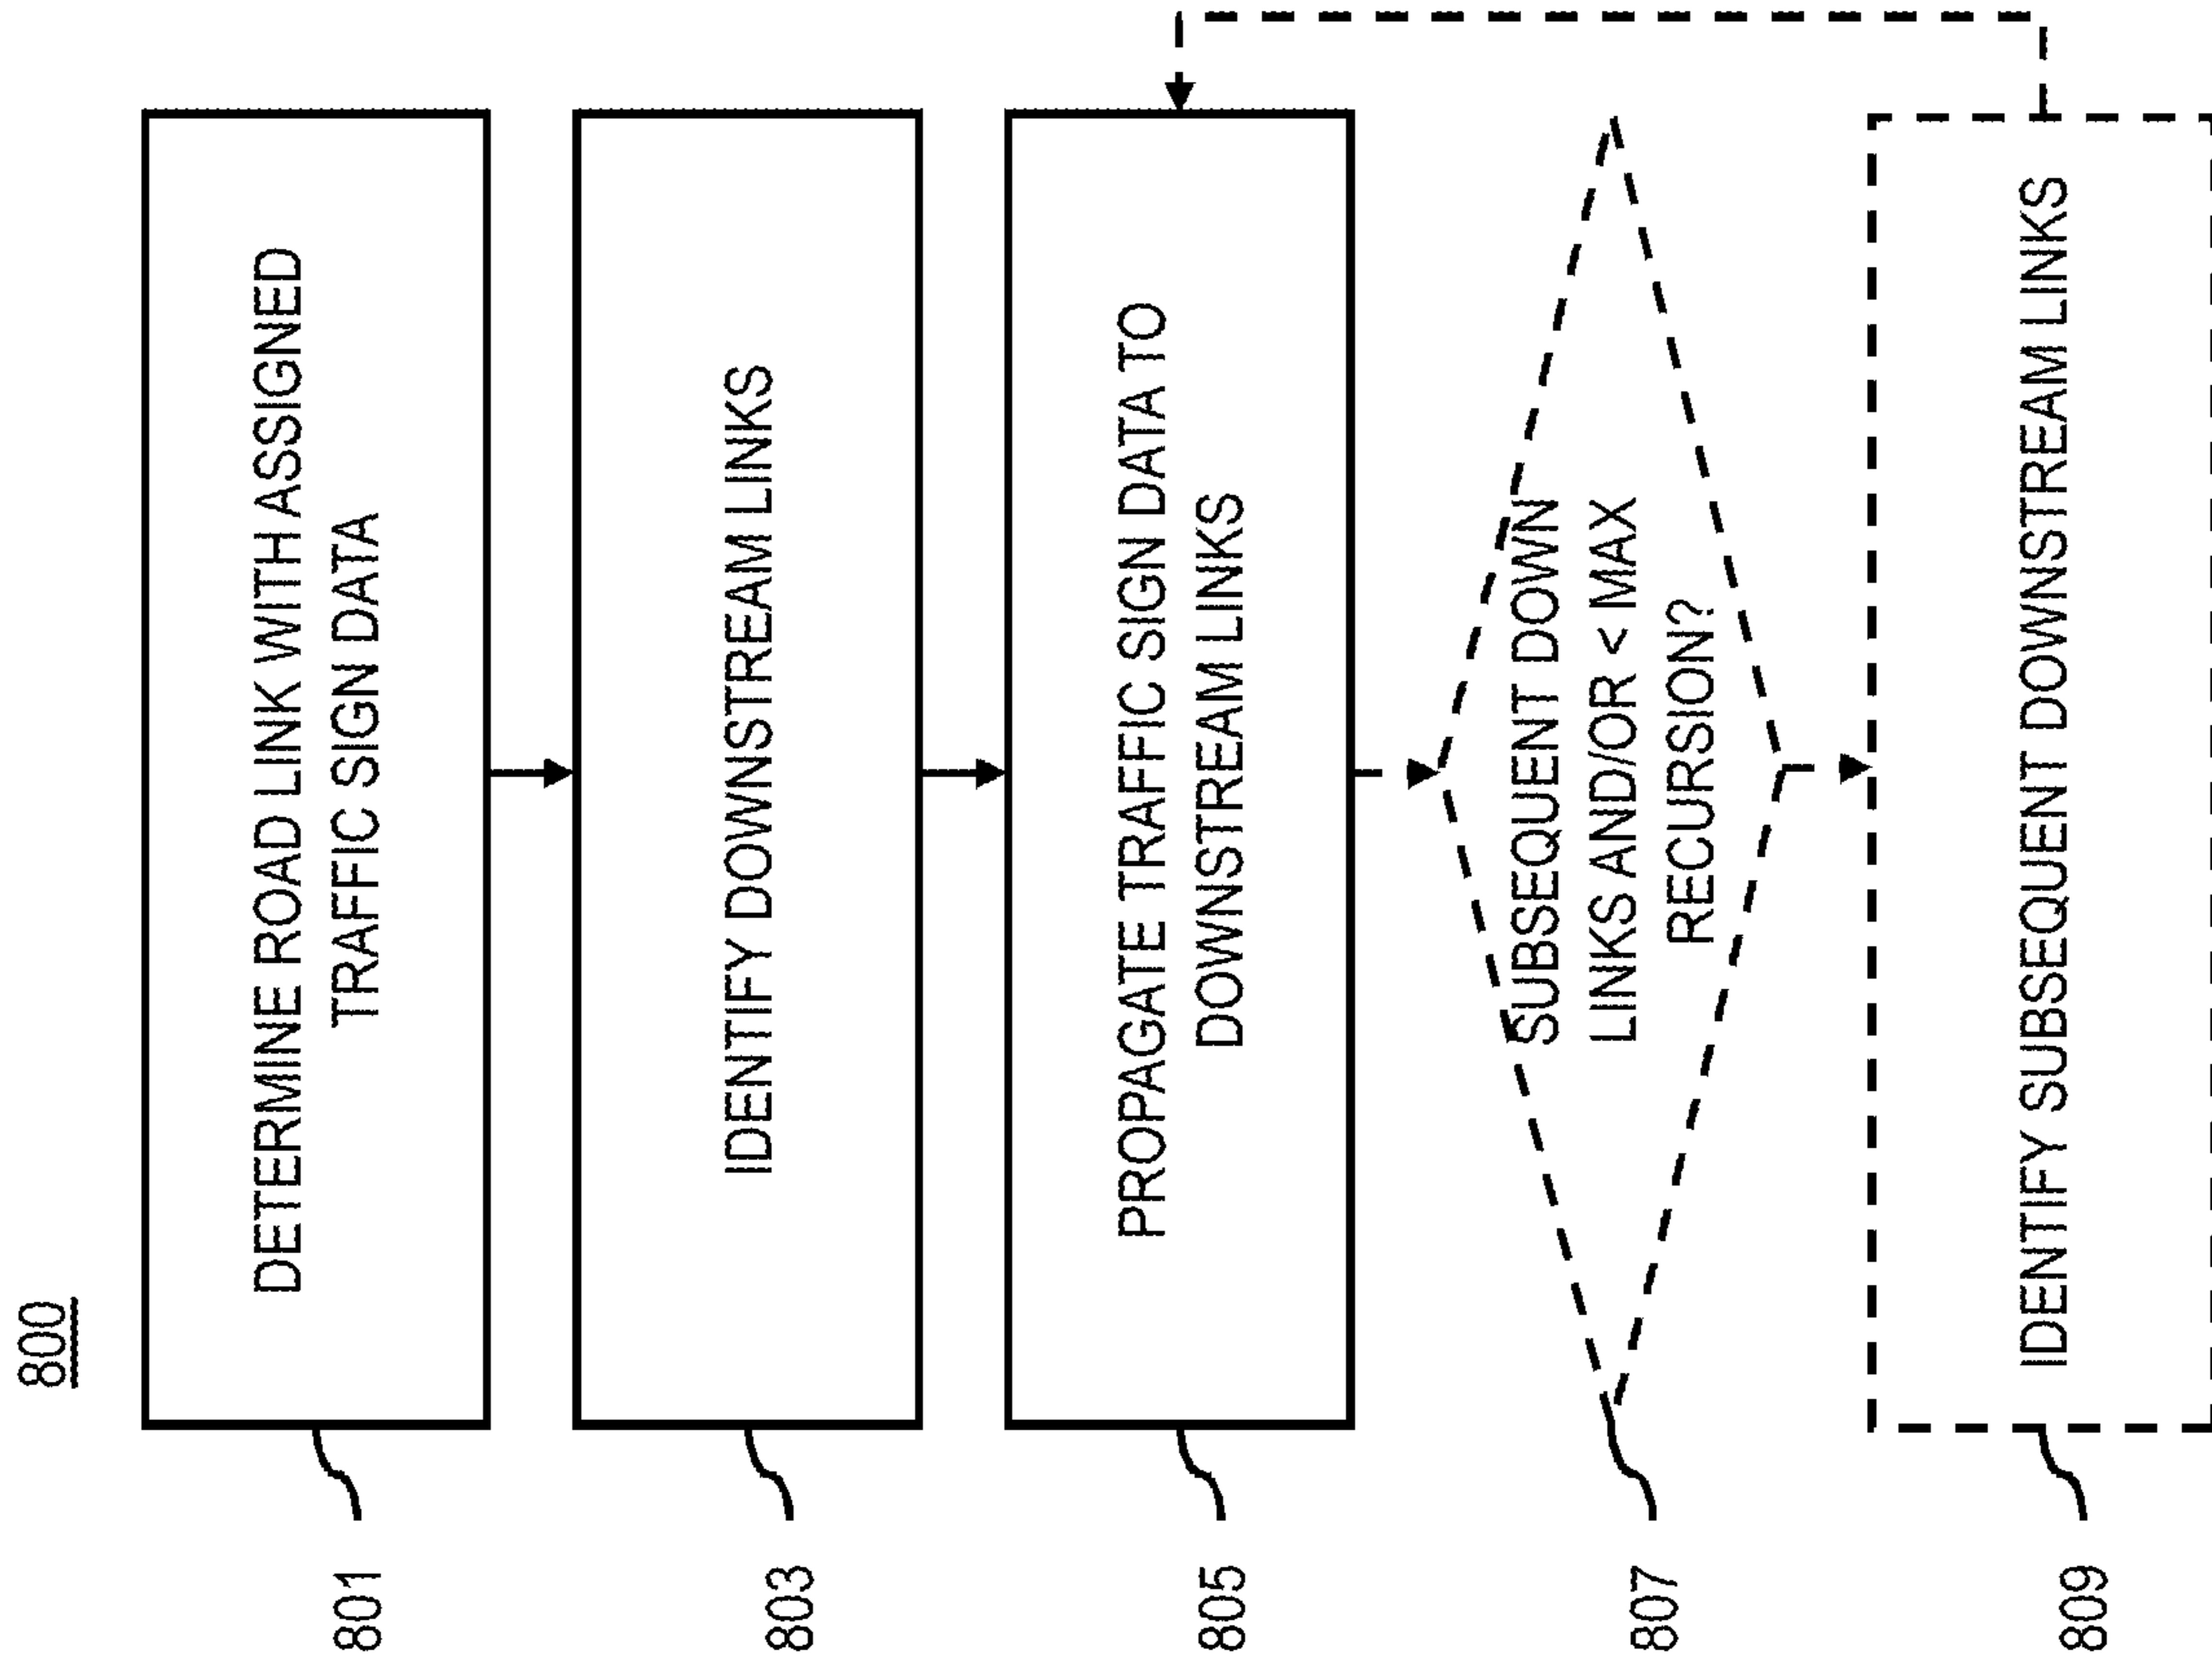 800
801
DETERMINE ROAD LINK WITH ASSIGNED
TRAFFIC SIGN DATA
803
IDENTIFY DOWNSTREAM LINKS
805
PROPAGATE TRAFFIC SIGN DATA TO
DOWNSTREAM LINKS
807
SUBSEQUENT DOWN
LINKS AND/OR < MAX
RECURSION?
809
IDENTIFY SUBSEQUENT DOWNSTREAM LINKS